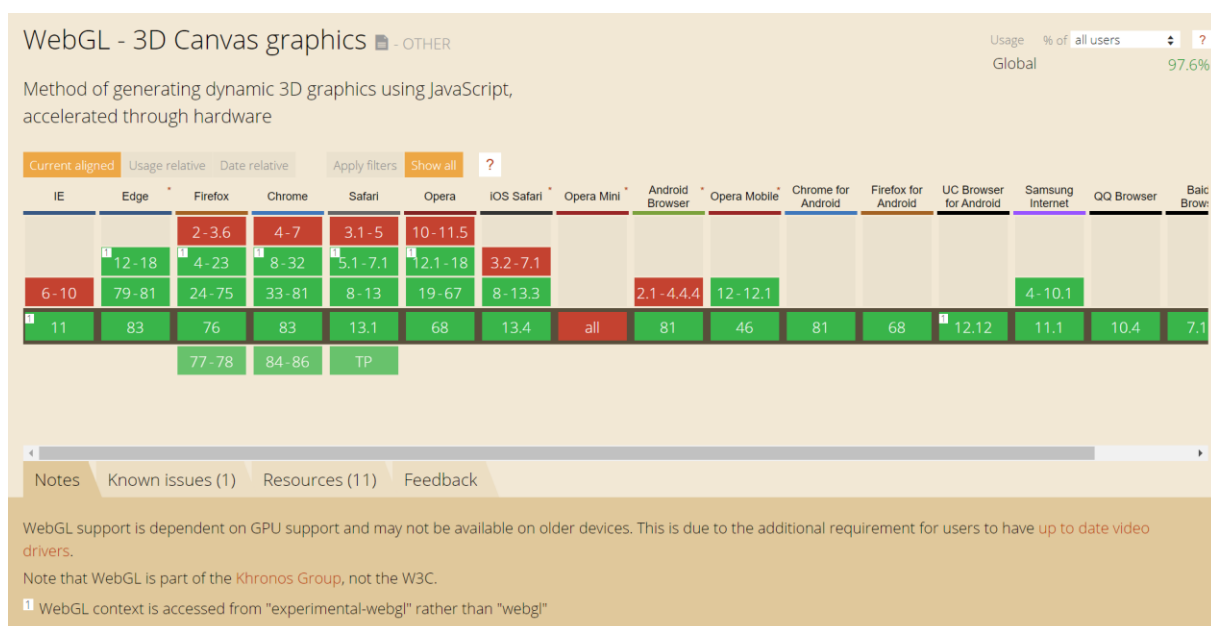 WebGL - 3D Canvas graphics - OTHER
Usage % of all users ?
Global 97.6%
Method of generating dynamic 3D graphics using JavaScript,
accelerated through hardware
Current aligned Usage relative Date relative Apply filters Show all ?
IE Edge * Firefox Chrome Safari Opera iOS Safari * Opera Mini * Android Browser * Opera Mobile * Chrome for Android Firefox for Android UC Browser for Android Samsung Internet QQ Browser
2-3.6 4-7 3.1-5 10-11.5
1 12-18 1 4-23 1 8-32 1 5.1-7.1 1 12.1-18 3.2-7.1
6-10 79-81 24-75 33-81 8-13 19-67 8-13.3 2.1-4.4.4 12-12.1 4-10.1
1 11 83 76 83 13.1 68 13.4 all 81 46 81 68 1 12.12 11.1 10.4 7.1
77-78 84-86 TP
Notes Known issues (1) Resources (11) Feedback
WebGL support is dependent on GPU support and may not be available on older devices. This is due to the additional requirement for users to have up to date video
drivers.
Note that WebGL is part of the Khronos Group, not the W3C.
1 WebGL context is accessed from "experimental-webgl" rather than "webgl"